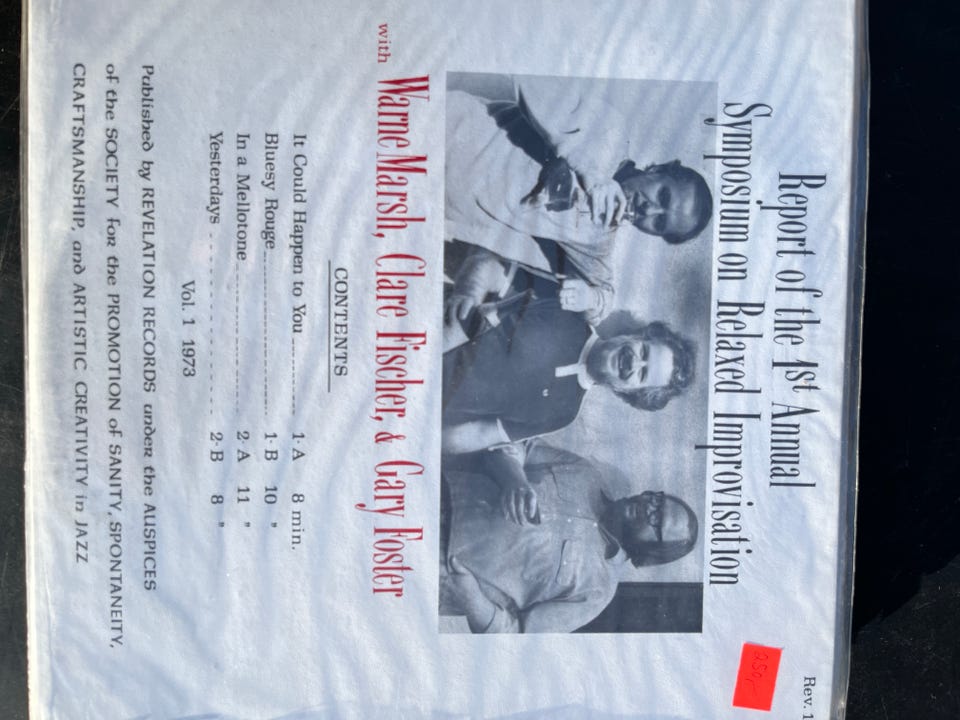 Rev. 1
Report of the 1st Annual
Symposium on Relaxed Improvisation
with Warne Marsh, Clare Fischer, & Gary Foster
CONTENTS
It Could Happen to You 1-A 8 min.
Bluesy Rouge 1-B 10 "
In a Mellotone 2-A 11 "
Yesterdays 2-B 8 "
Vol. 1 1973
Published by REVELATION RECORDS under the AUSPICES
of the SOCIETY for the PROMOTION of SANITY, SPONTANEITY,
CRAFTSMANSHIP, and ARTISTIC CREATIVITY in JAZZ